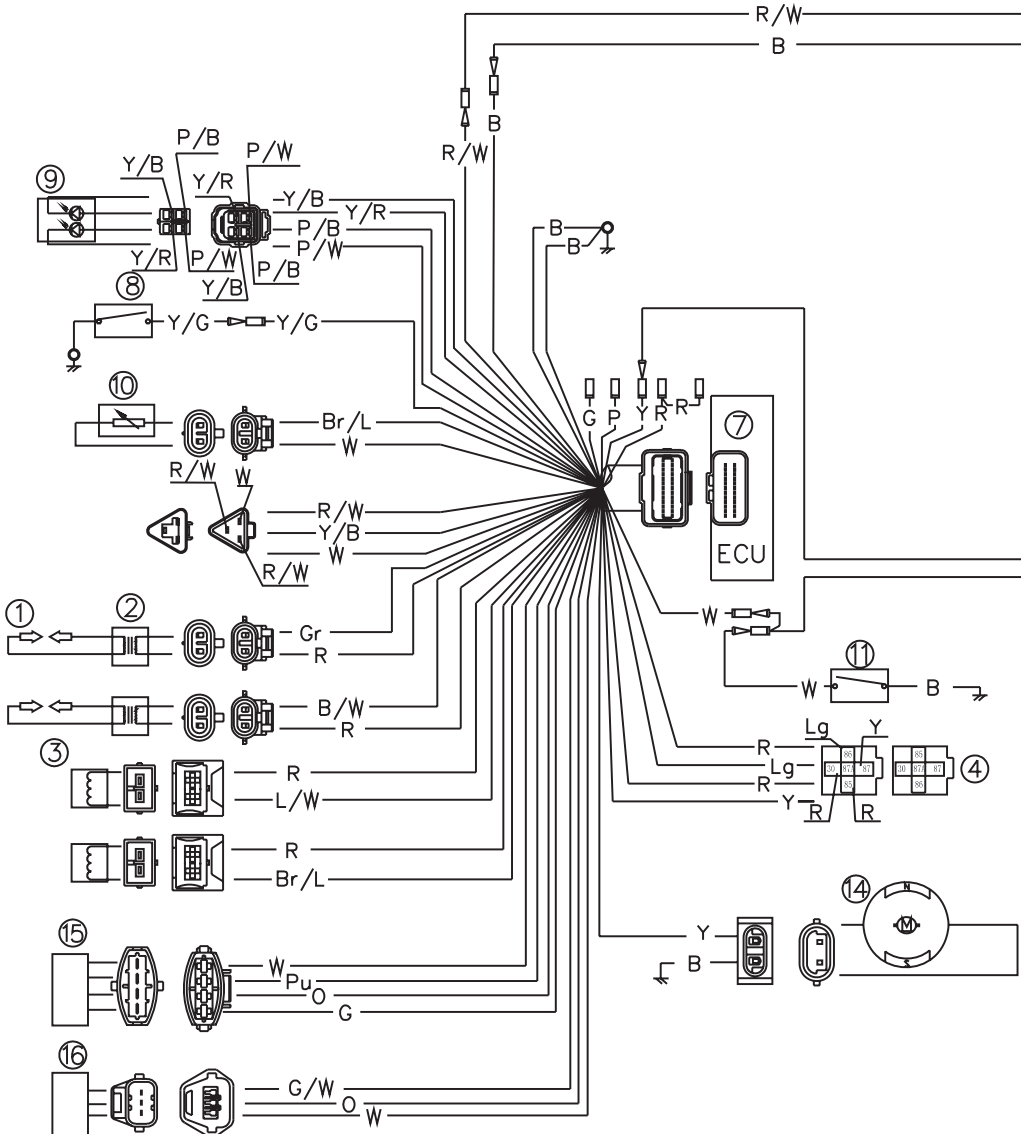 R/W
B
B
R/W
P/B
Y/B
P/W
9
Y/R
Y/B
Y/R
P/B
P/W
Y/R
P/W
P/B
Y/B
B
B
8
Y/G
Y/G
10
G
P
Y
R
R
7
Br/L
W
R/W
W
R/W
Y/B
W
R/W
ECU
1
2
Gr
R
W
11
W
B
B/W
R
Lg
Y
3
R
86
85
4
Lg
30 87A 87
30 87A 87
R
L/W
R
85
86
Y
R
R
R
Br/L
14
N
M
S
15
Y
B
W
Pu
O
G
16
G/W
O
W